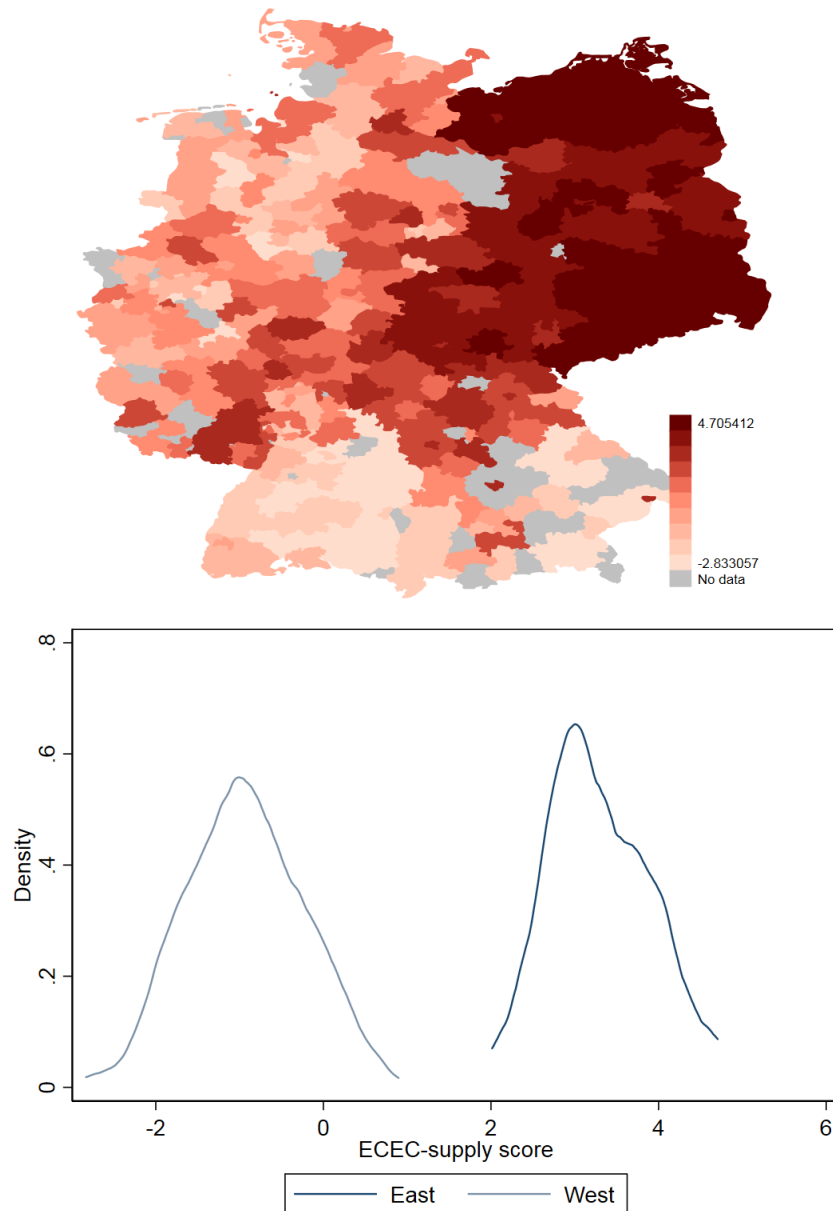 4.705412
-2.833057
No data
Density
.8
.6
.4
.2
0
-2 0 2 4 6
ECEC-supply score
East West